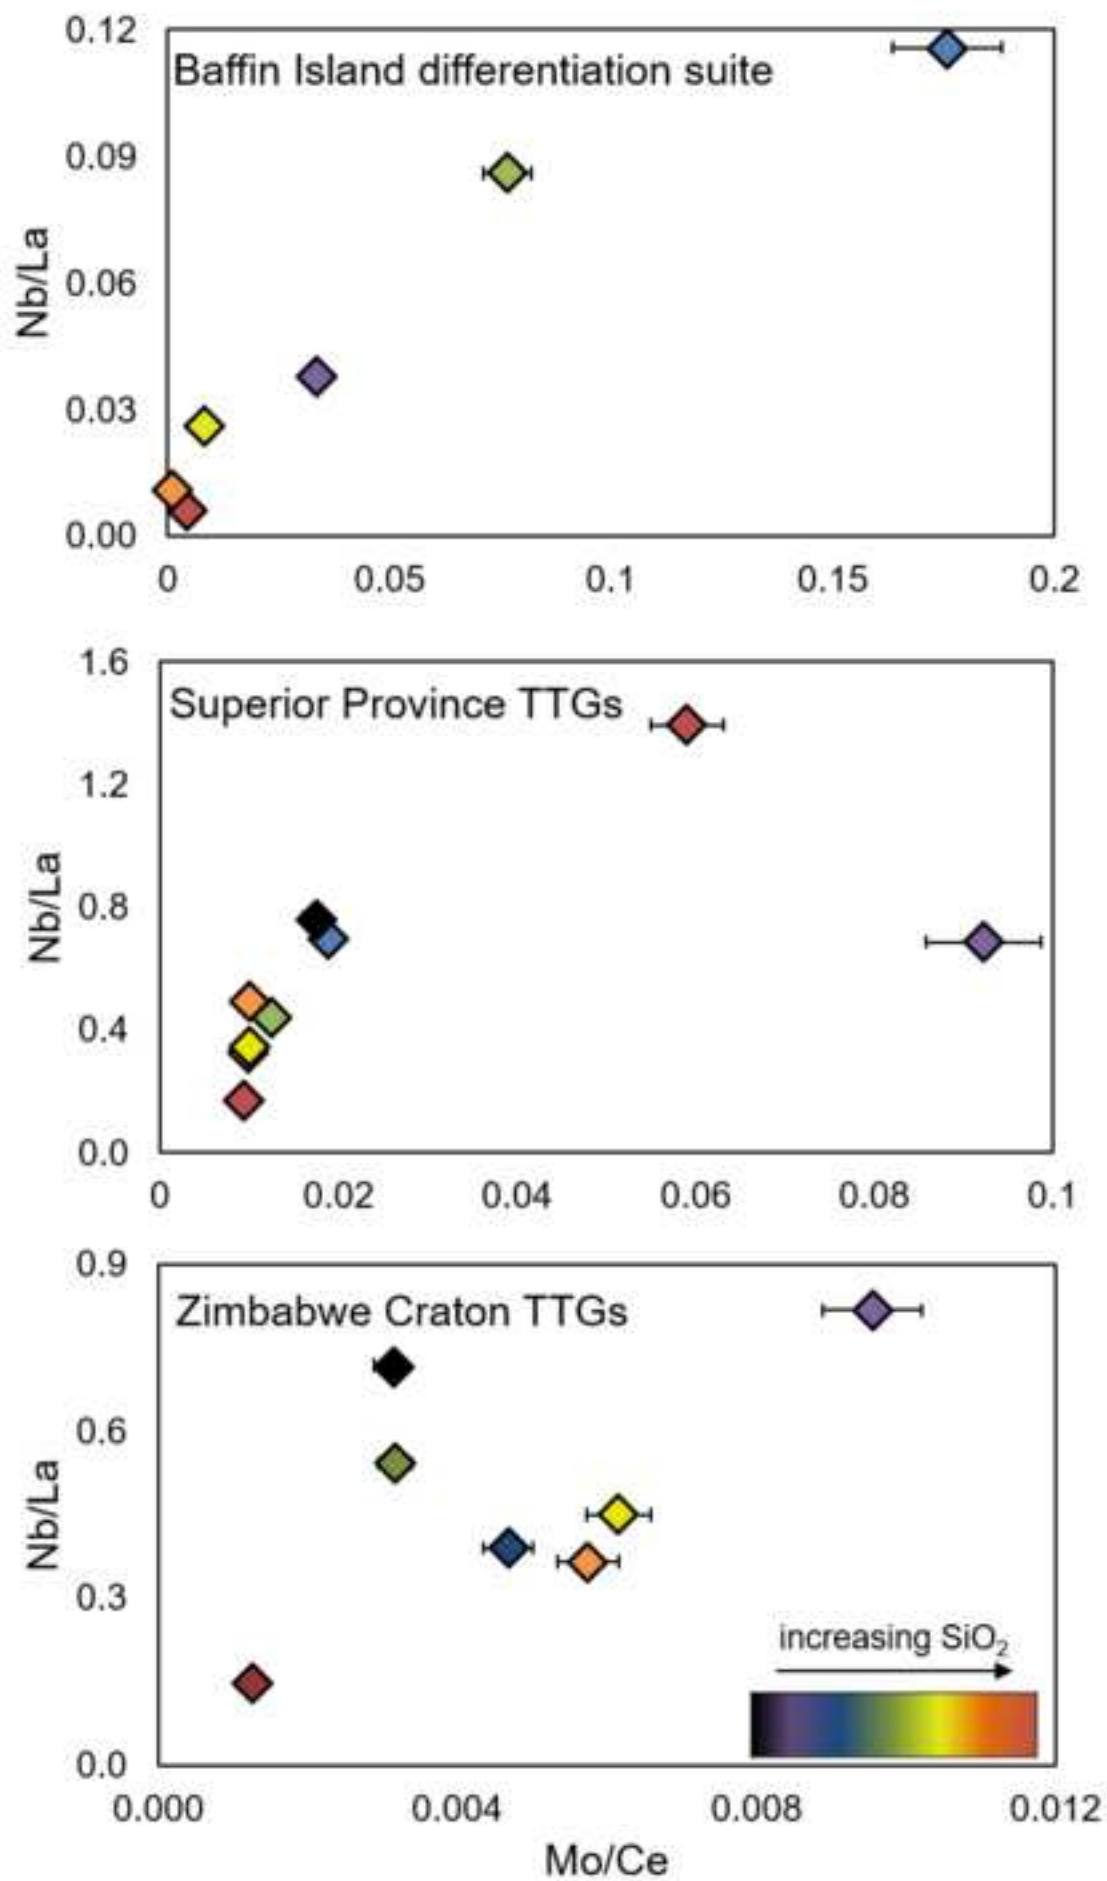 Baffin Island differentiation suite
0.12
0.09
0.06
0.03
0.00
Nb/La
0 0.05 0.1 0.15 0.2
Superior Province TTGs
1.6
1.2
0.8
0.4
0.0
Nb/La
0 0.02 0.04 0.06 0.08 0.1
Zimbabwe Craton TTGs
0.9
0.6
0.3
0.0
Nb/La
increasing SiO₂
0.000 0.004 0.008 0.012
Mo/Ce